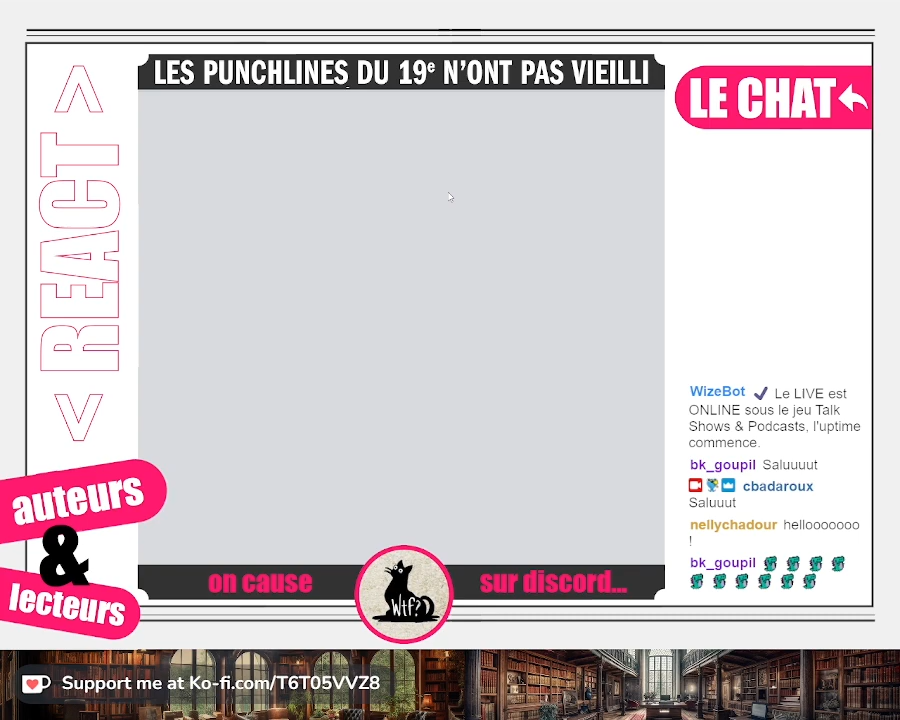 LES PUNCHLINES DU 19e N'ONT PAS VIEILLI
LE CHAT
< REACT >
WizeBot Le LIVE est
ONLINE sous le jeu Talk
Shows & Podcasts, l'uptime
commence.
bk_goupil Saluuuut
cbadaroux
Saluuut
nellychadour hellooooooo
!
bk_goupil
auteurs
&
lecteurs
on cause
Wtf?
sur discord...
Support me at Ko-fi.com/T6T05VVZ8